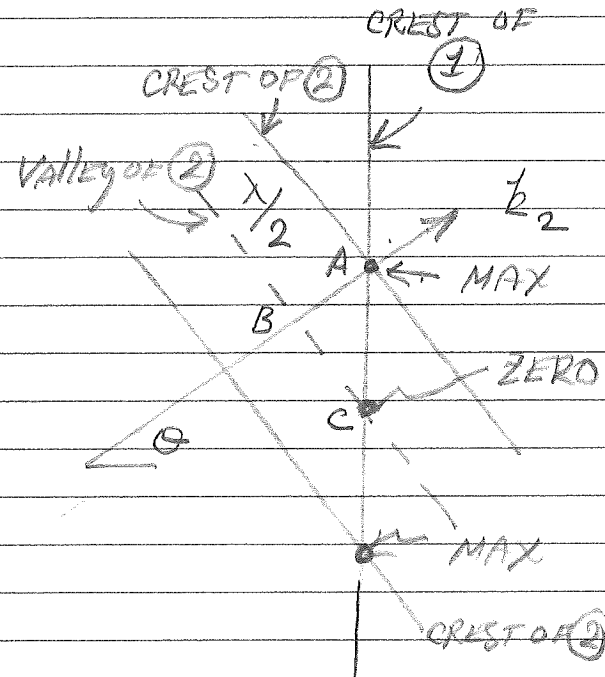 CREST OF
①
CREST OF ②
Valley OF ②
λ/2
k₂
A
MAX
B
ZERO
C
θ
MAX
CREST OF ②